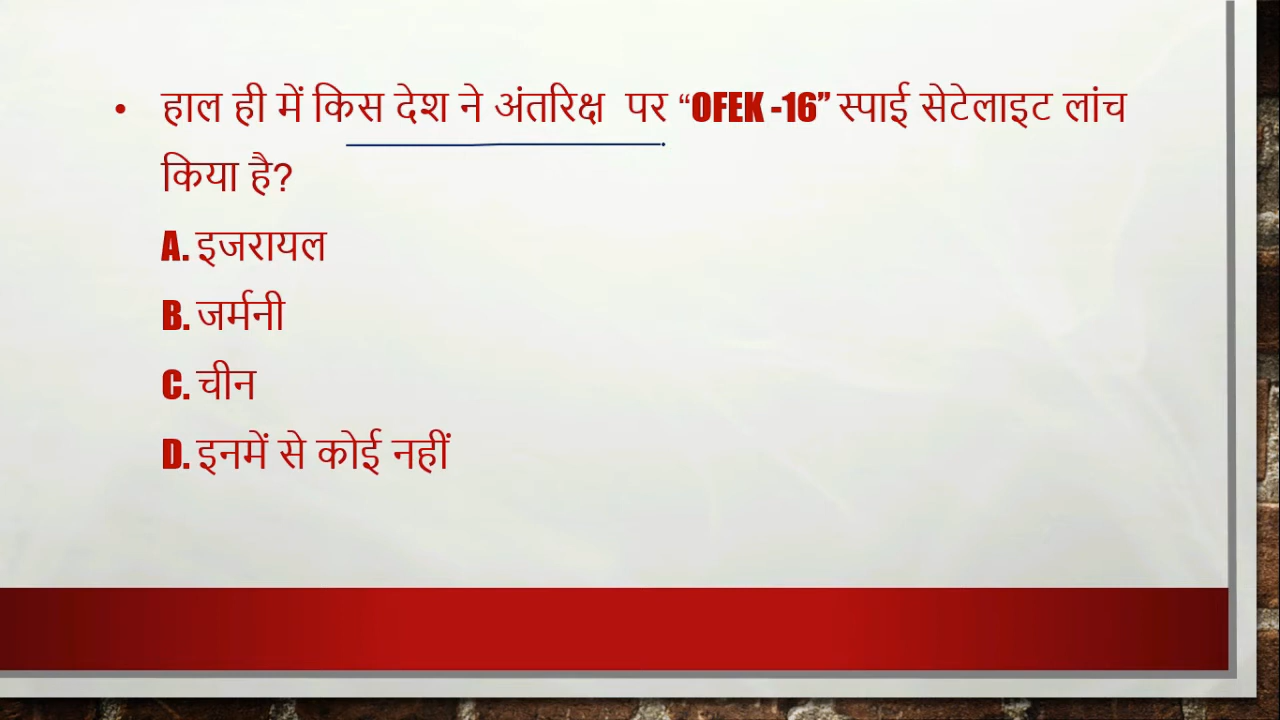 • हाल ही में किस देश ने अंतरिक्ष पर “OFEK -16” स्पाई सेटेलाइट लांच
किया है?
A. इजरायल
B. जर्मनी
C. चीन
D. इनमें से कोई नहीं